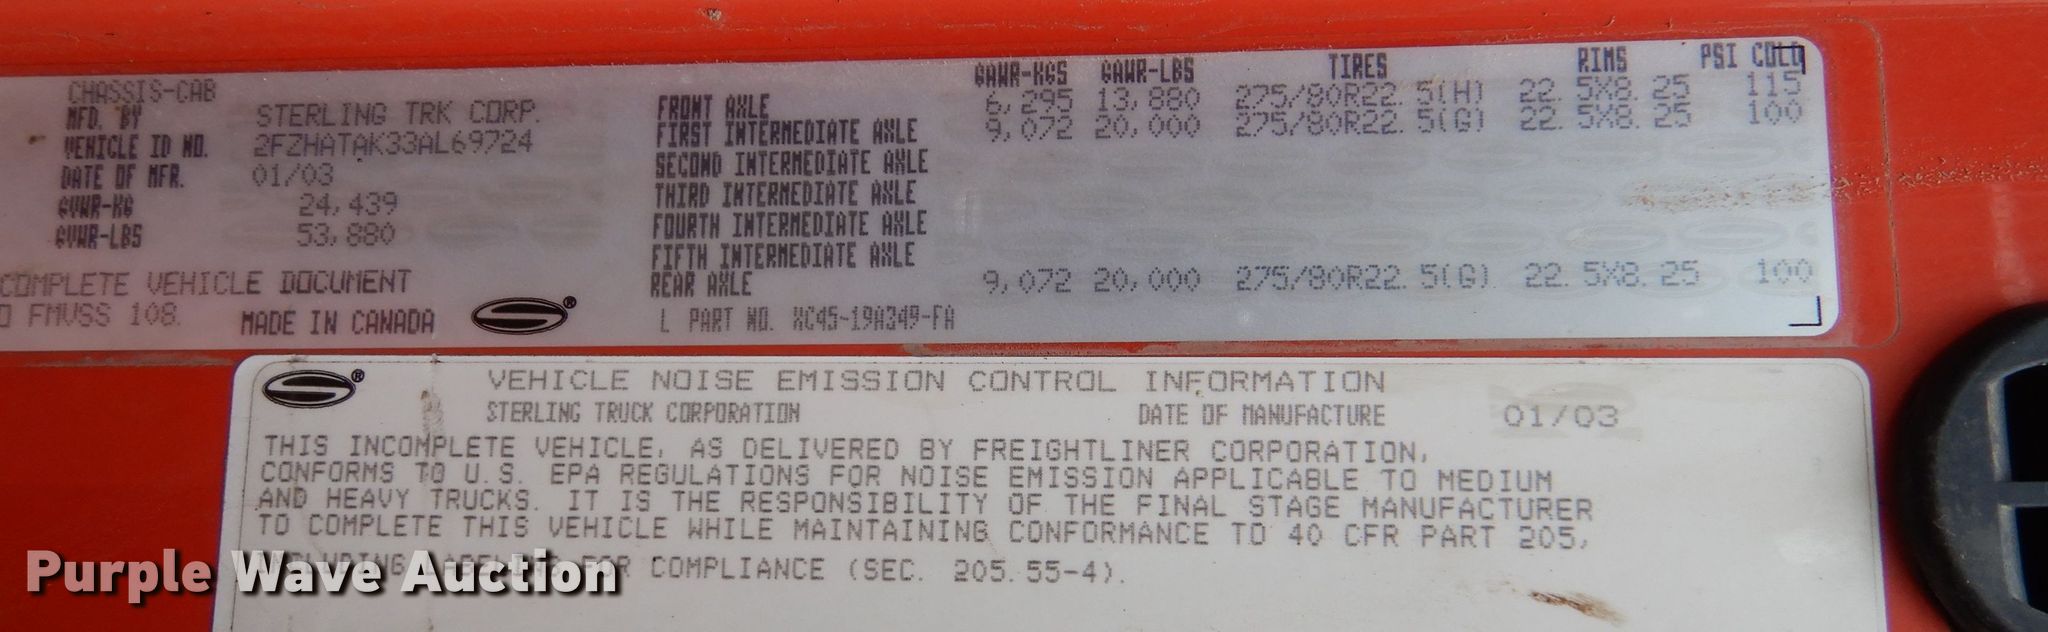 CHASSIS-CAB
MFD. BY STERLING TRK CORP.
VEHICLE ID NO. 2FZHATAK33AL69724
DATE OF MFR. 01/03
GVWR-KG 24,439
GVWR-LBS 53,880
COMPLETE VEHICLE DOCUMENT
FMVSS 108.
MADE IN CANADA
GAWR-KGS GAWR-LBS TIRES RIMS PSI COLD
FRONT AXLE 6,295 13,880 275/80R22.5(H) 22.5X8.25 115
FIRST INTERMEDIATE AXLE 9,072 20,000 275/80R22.5(G) 22.5X8.25 100
SECOND INTERMEDIATE AXLE
THIRD INTERMEDIATE AXLE
FOURTH INTERMEDIATE AXLE
FIFTH INTERMEDIATE AXLE
REAR AXLE 9,072 20,000 275/80R22.5(G) 22.5X8.25 100
L PART NO. XC45-19A349-FA
VEHICLE NOISE EMISSION CONTROL INFORMATION
STERLING TRUCK CORPORATION DATE OF MANUFACTURE 01/03
THIS INCOMPLETE VEHICLE, AS DELIVERED BY FREIGHTLINER CORPORATION,
CONFORMS TO U.S. EPA REGULATIONS FOR NOISE EMISSION APPLICABLE TO MEDIUM
AND HEAVY TRUCKS. IT IS THE RESPONSIBILITY OF THE FINAL STAGE MANUFACTURER
TO COMPLETE THIS VEHICLE WHILE MAINTAINING CONFORMANCE TO 40 CFR PART 205,
INCLUDING LABELING FOR COMPLIANCE (SEC. 205.55-4).
Purple Wave Auction